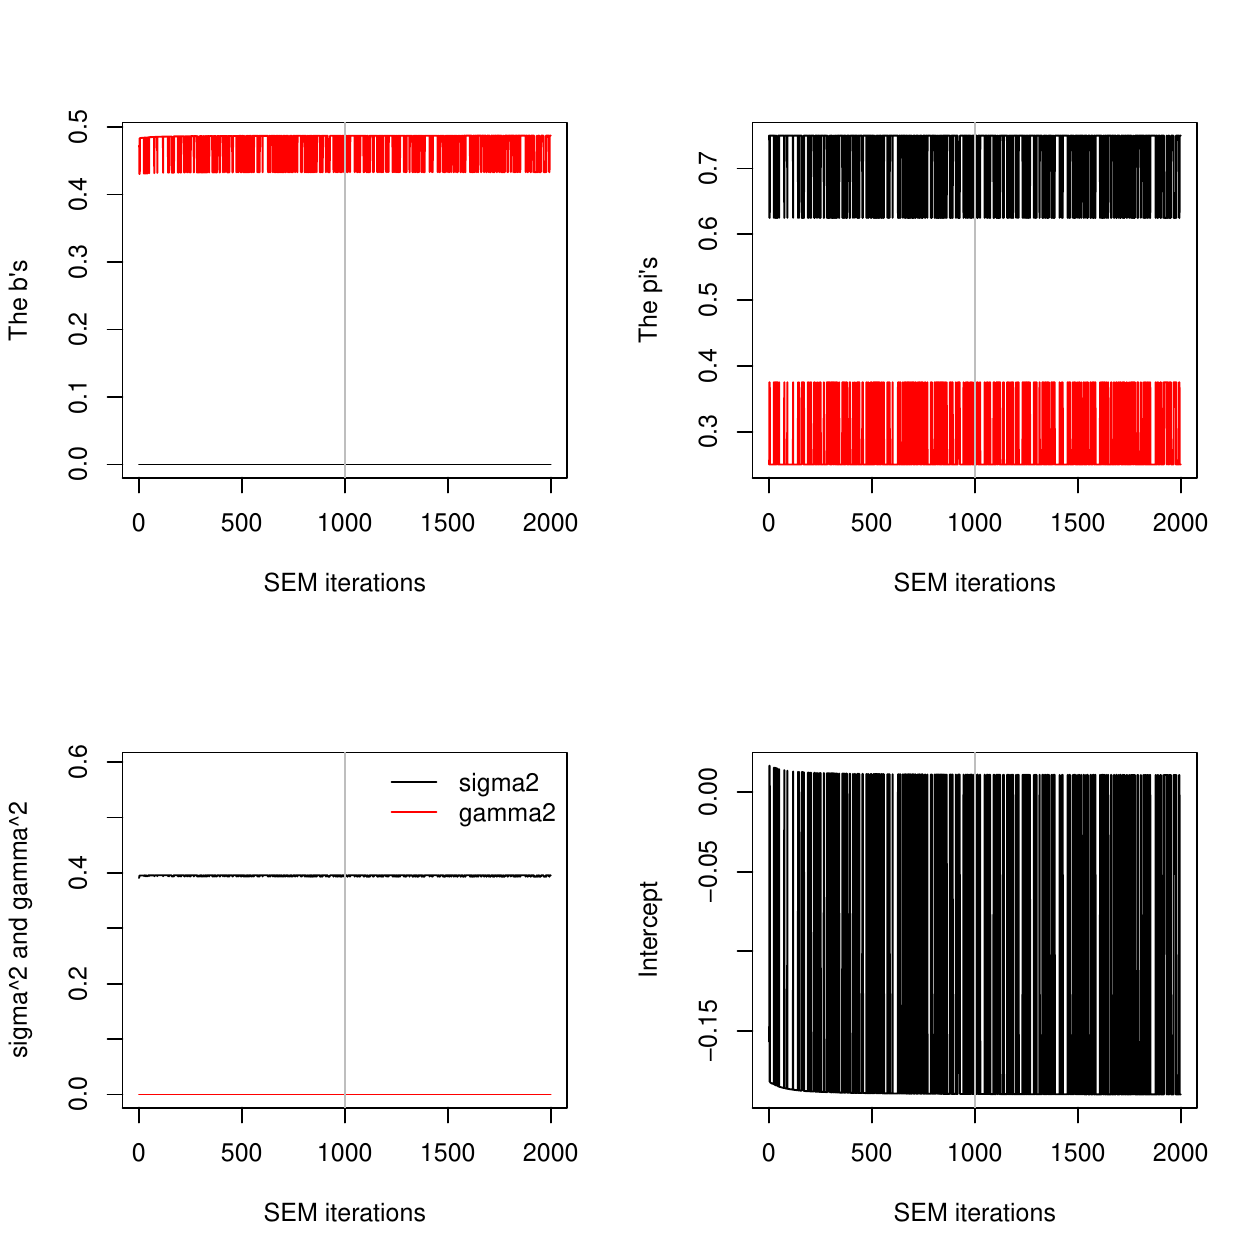 The b's
0.0 0.1 0.2 0.3 0.4 0.5
0 500 1000 1500 2000
SEM iterations
The pi's
0.3 0.4 0.5 0.6 0.7
0 500 1000 1500 2000
SEM iterations
sigma^2 and gamma^2
0.0 0.2 0.4 0.6
sigma2
gamma2
0 500 1000 1500 2000
SEM iterations
Intercept
−0.15 −0.05 0.00
0 500 1000 1500 2000
SEM iterations